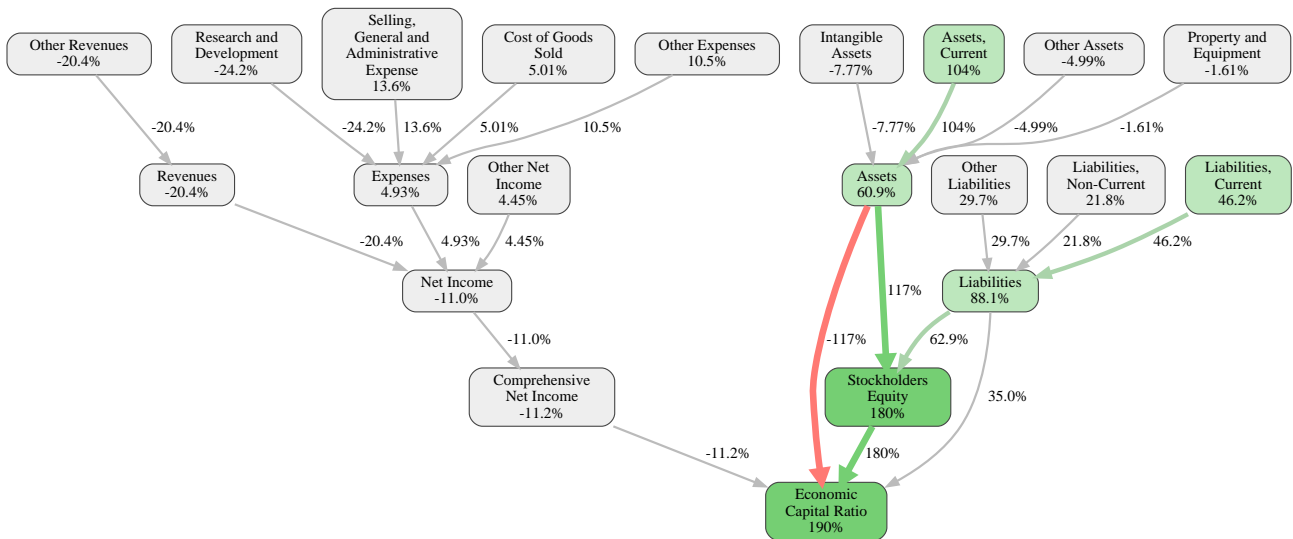 Other Revenues
-20.4%
Research and
Development
-24.2%
Selling,
General and
Administrative
Expense
13.6%
Cost of Goods
Sold
5.01%
Other Expenses
10.5%
Intangible
Assets
-7.77%
Assets,
Current
104%
Other Assets
-4.99%
Property and
Equipment
-1.61%
-20.4%
-24.2%
13.6%
5.01%
10.5%
-7.77%
104%
-4.99%
-1.61%
Revenues
-20.4%
Expenses
4.93%
Other Net
Income
4.45%
Assets
60.9%
Other
Liabilities
29.7%
Liabilities,
Non-Current
21.8%
Liabilities,
Current
46.2%
-20.4%
4.93%
4.45%
29.7%
21.8%
46.2%
Net Income
-11.0%
117%
Liabilities
88.1%
-11.0%
-117%
62.9%
Comprehensive
Net Income
-11.2%
Stockholders
Equity
180%
35.0%
-11.2%
180%
Economic
Capital Ratio
190%